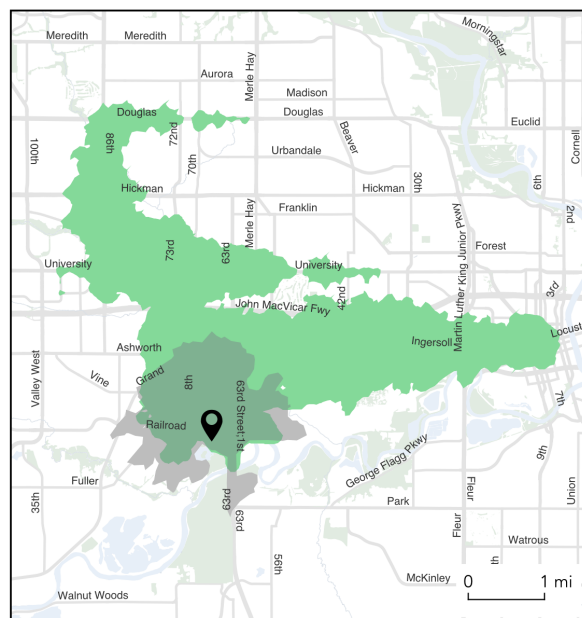 Morningstar
Meredith
Meredith
Merle Hay
Aurora
Madison
Douglas
Douglas
Euclid
100th
86th
72nd
70th
Beaver
Cornell
Urbandale
30th
6th
Hickman
Hickman
Franklin
2nd
Merle Hay
73rd
63rd
Forest
University
University
Martin Luther King Junior Pkwy
42nd
3rd
John MacVicar Fwy
Locust
Ingersoll
Ashworth
Valley West
Vine
Grand
8th
63rd Street;1st
7th
Railroad
George Flagg Pkwy
9th
Fuller
35th
63rd
63rd
Park
Fleur
Fleur
Union
Watrous
56th
th
McKinley
0 1 mi
Walnut Woods